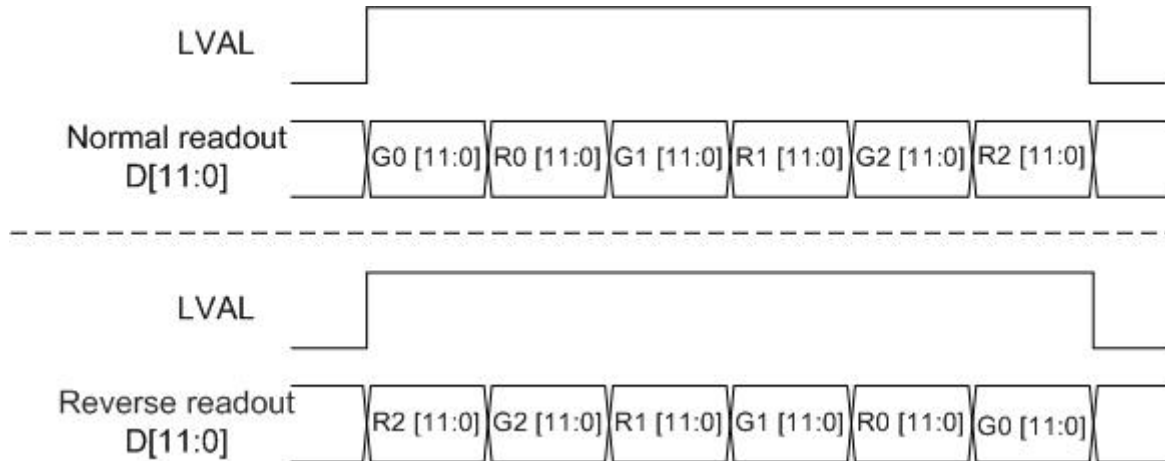 LVAL
Normal readout
D[11:0]
G0 [11:0] R0 [11:0] G1 [11:0] R1 [11:0] G2 [11:0] R2 [11:0]
LVAL
Reverse readout
D[11:0]
R2 [11:0] G2 [11:0] R1 [11:0] G1 [11:0] R0 [11:0] G0 [11:0]